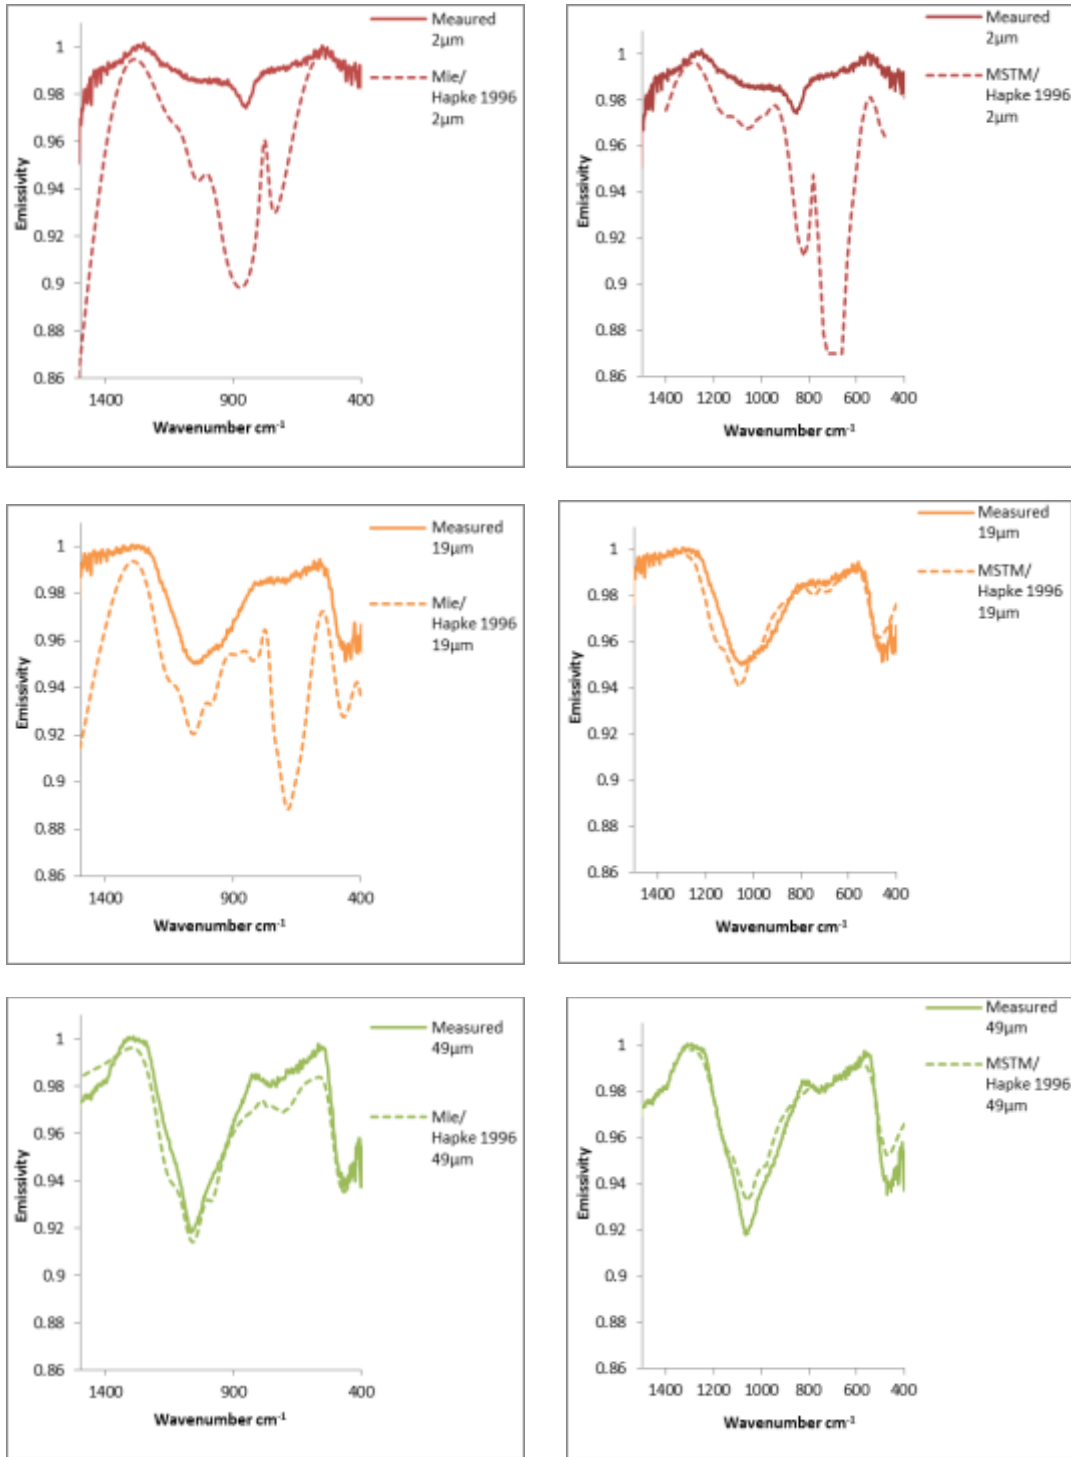 Meaured
2µm
Mie/
Hapke 1996
2µm
1
0.98
0.96
0.94
0.92
0.9
0.88
0.86
Emissivity
1400
900
400
Wavenumber cm-1
Meaured
2µm
MSTM/
Hapke 1996
2µm
1
0.98
0.96
0.94
0.92
0.9
0.88
0.86
Emissivity
1400
1200
1000
800
600
400
Wavenumber cm-1
Measured
19µm
Mie/
Hapke 1996
19µm
1
0.98
0.96
0.94
0.92
0.9
0.88
0.86
Emissivity
1400
900
400
Wavenumber cm-1
Measured
19µm
MSTM/
Hapke 1996
19µm
1
0.98
0.96
0.94
0.92
0.9
0.88
0.86
Emissivity
1400
1200
1000
800
600
400
Wavenumber cm-1
Measured
49µm
Mie/
Hapke 1996
49µm
1
0.98
0.96
0.94
0.92
0.9
0.88
0.86
Emissivity
1400
900
400
Wavenumber cm-1
Measured
49µm
MSTM/
Hapke 1996
49µm
1
0.98
0.96
0.94
0.92
0.9
0.88
0.86
Emissivity
1400
1200
1000
800
600
400
Wavenumber cm-1